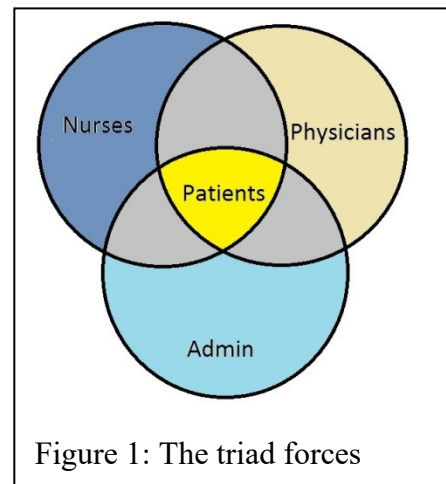 Nurses
Physicians
Patients
Admin
Figure 1: The triad forces